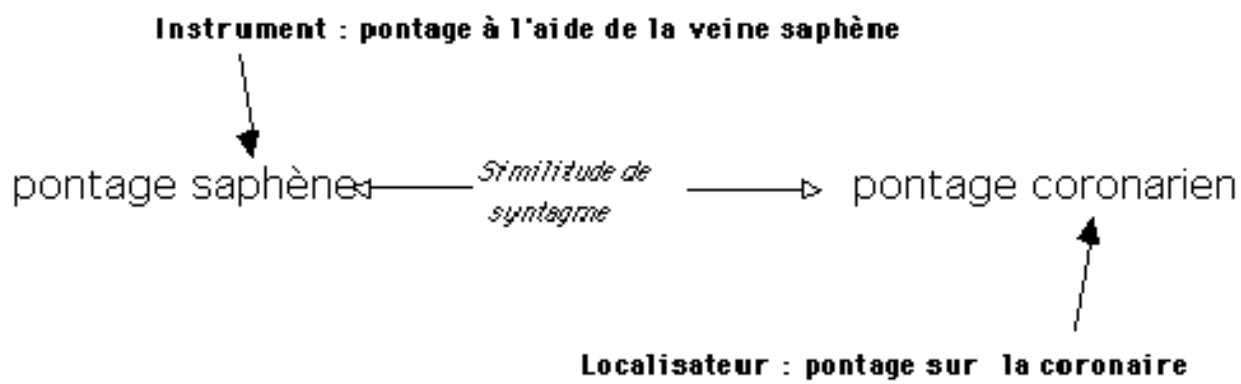 Instrument : pontage à l'aide de la veine saphène
pontage saphène
Similitude de
syntagme
pontage coronarien
Localisateur : pontage sur la coronaire